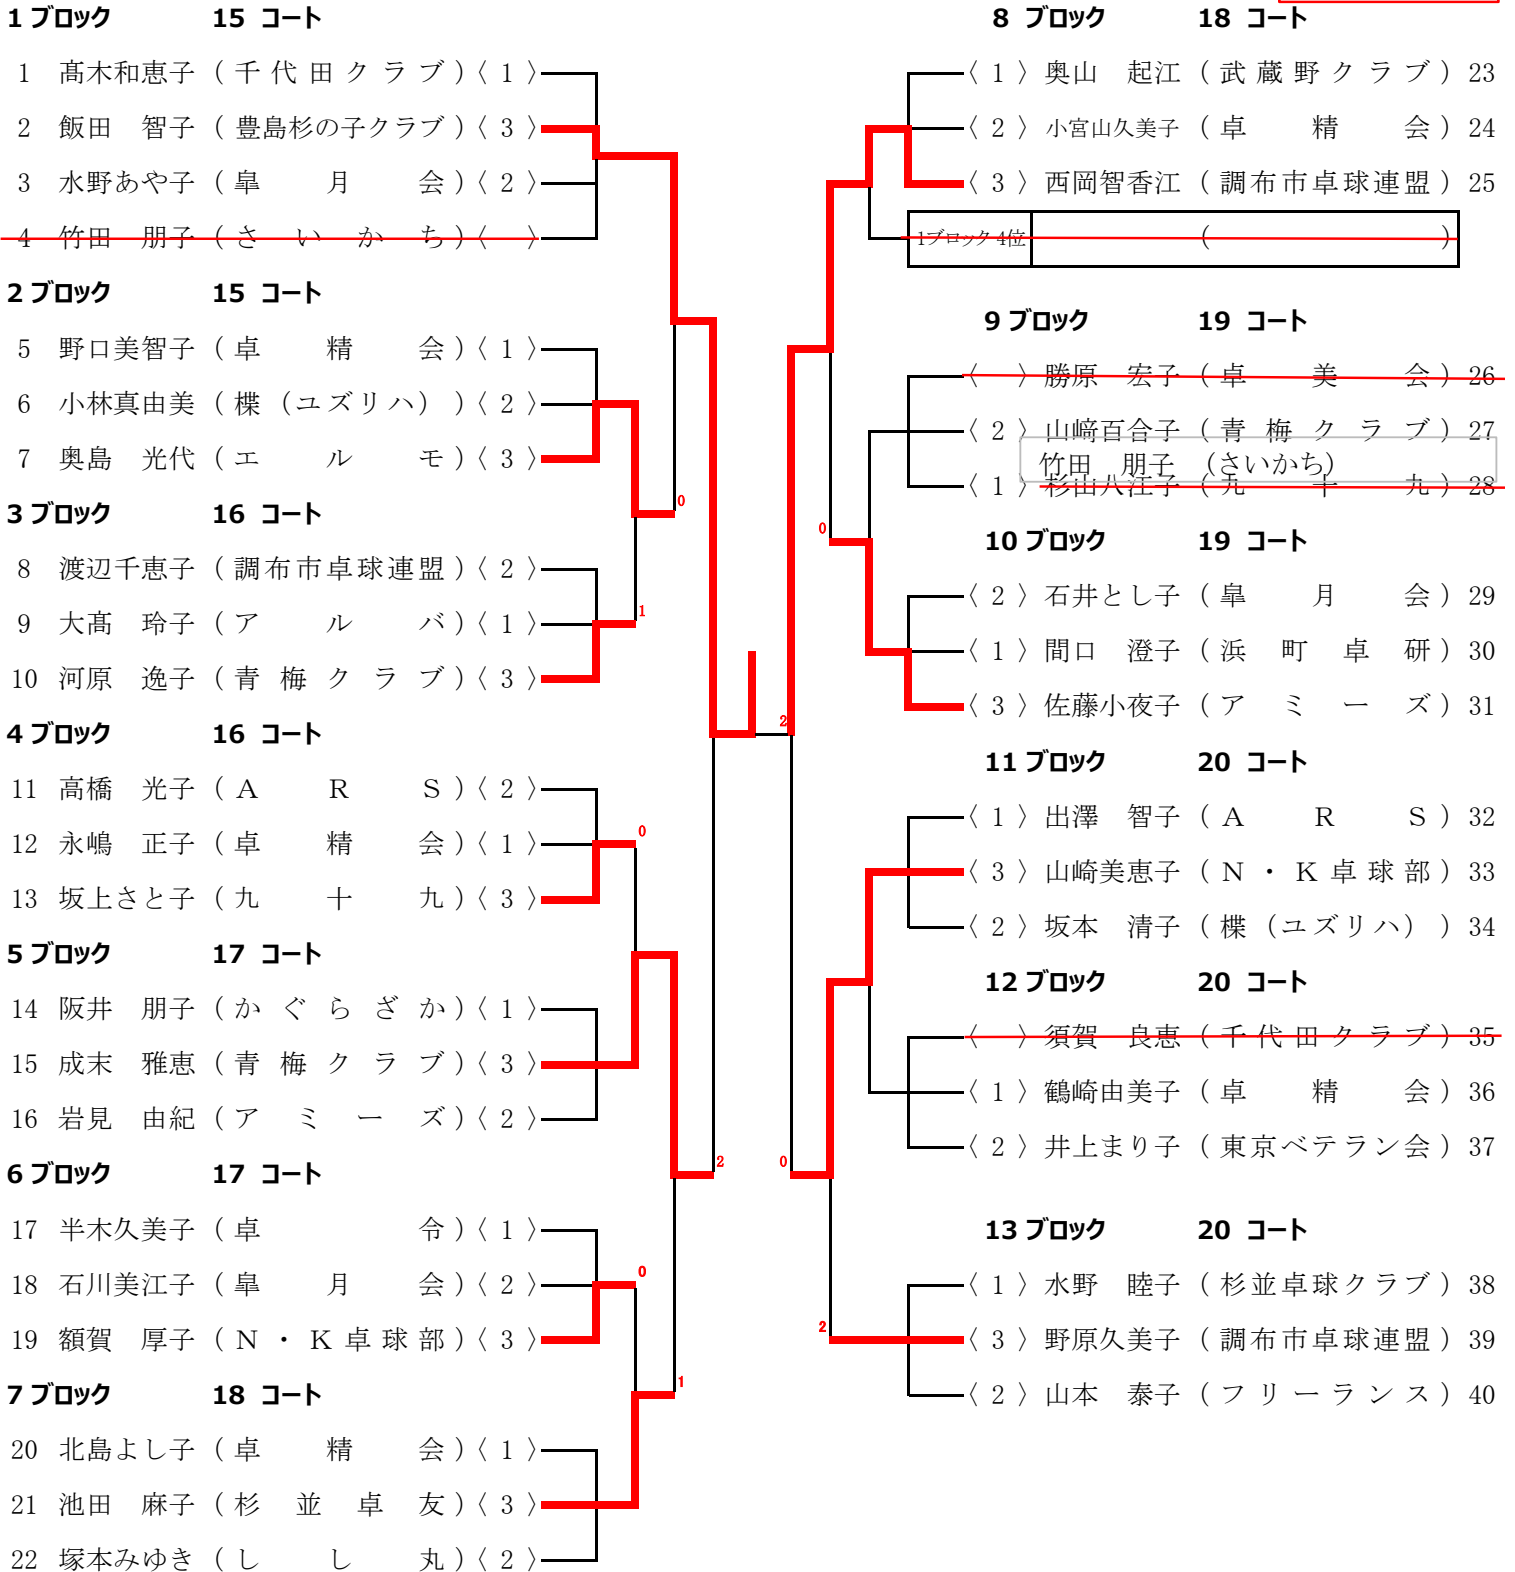 1 ブロック 15 コート
1 髙木和恵子 ( 千代田クラブ ) 〈 1 〉
2 飯田 智子 ( 豊島杉の子クラブ ) 〈 3 〉
3 水野あや子 ( 皐月会 ) 〈 2 〉
4 竹田 朋子 ( さいかち ) 〈 〉
2 ブロック 15 コート
5 野口美智子 ( 卓精会 ) 〈 1 〉
6 小林真由美 ( 楪（ユズリハ） ) 〈 2 〉
7 奥島 光代 ( エルモ ) 〈 3 〉
0
3 ブロック 16 コート
8 渡辺千恵子 ( 調布市卓球連盟 ) 〈 2 〉
9 大髙 玲子 ( アルバ ) 〈 1 〉
1
10 河原 逸子 ( 青梅クラブ ) 〈 3 〉
4 ブロック 16 コート
11 高橋 光子 ( ＡＲＳ ) 〈 2 〉
12 永嶋 正子 ( 卓精会 ) 〈 1 〉
0
13 坂上さと子 ( 九十九 ) 〈 3 〉
5 ブロック 17 コート
14 阪井 朋子 ( かぐらざか ) 〈 1 〉
15 成末 雅恵 ( 青梅クラブ ) 〈 3 〉
16 岩見 由紀 ( アミーズ ) 〈 2 〉
2
6 ブロック 17 コート
17 半木久美子 ( 卓令 ) 〈 1 〉
18 石川美江子 ( 皐月会 ) 〈 2 〉
0
19 額賀 厚子 ( Ｎ・Ｋ卓球部 ) 〈 3 〉
1
7 ブロック 18 コート
20 北島よし子 ( 卓精会 ) 〈 1 〉
21 池田 麻子 ( 杉並卓友 ) 〈 3 〉
22 塚本みゆき ( しし丸 ) 〈 2 〉
8 ブロック 18 コート
〈 1 〉 奥山 起江 ( 武蔵野クラブ ) 23
〈 2 〉 小宮山久美子 ( 卓精会 ) 24
〈 3 〉 西岡智香江 ( 調布市卓球連盟 ) 25
1ブロック4位 ( )
9 ブロック 19 コート
〈 〉 勝原 宏子 ( 卓美会 ) 26
〈 2 〉 山﨑百合子 ( 青梅クラブ ) 27
竹田 朋子 (さいかち)
〈 1 〉 杉山八江子 ( 九十九 ) 28
0
10 ブロック 19 コート
〈 2 〉 石井とし子 ( 皐月会 ) 29
〈 1 〉 間口 澄子 ( 浜町卓研 ) 30
〈 3 〉 佐藤小夜子 ( アミーズ ) 31
2
11 ブロック 20 コート
〈 1 〉 出澤 智子 ( ＡＲＳ ) 32
〈 3 〉 山崎美恵子 ( Ｎ・Ｋ卓球部 ) 33
〈 2 〉 坂本 清子 ( 楪（ユズリハ） ) 34
12 ブロック 20 コート
〈 〉 須賀 良恵 ( 千代田クラブ ) 35
〈 1 〉 鶴崎由美子 ( 卓精会 ) 36
〈 2 〉 井上まり子 ( 東京ベテラン会 ) 37
0
13 ブロック 20 コート
〈 1 〉 水野 睦子 ( 杉並卓球クラブ ) 38
2
〈 3 〉 野原久美子 ( 調布市卓球連盟 ) 39
〈 2 〉 山本 泰子 ( フリーランス ) 40